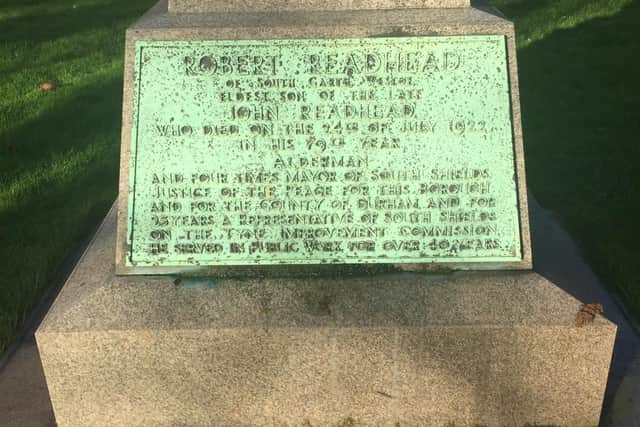 ROBERT READHEAD
OF SOUTH GARTH, WESTOE,
ELDEST SON OF THE LATE
JOHN READHEAD
WHO DIED ON THE 24TH OF JULY 1922
IN HIS 79TH YEAR
ALDERMAN
AND FOUR TIMES MAYOR OF SOUTH SHIELDS
JUSTICE OF THE PEACE FOR THIS BOROUGH
AND FOR THE COUNTY OF DURHAM AND FOR
23 YEARS A REPRESENTATIVE OF SOUTH SHIELDS
ON THE TYNE IMPROVEMENT COMMISSION.
HE SERVED IN PUBLIC WORK FOR OVER 40 YEARS.